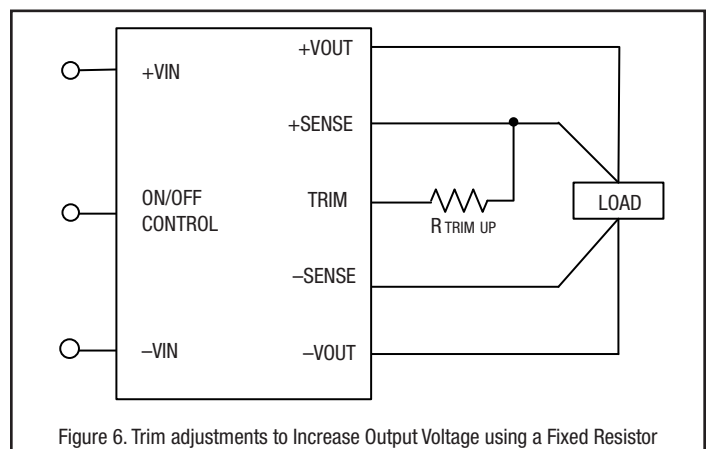 +VOUT
+VIN
+SENSE
ON/OFF
CONTROL
TRIM
R TRIM UP
LOAD
–SENSE
–VIN
–VOUT
Figure 6. Trim adjustments to Increase Output Voltage using a Fixed Resistor